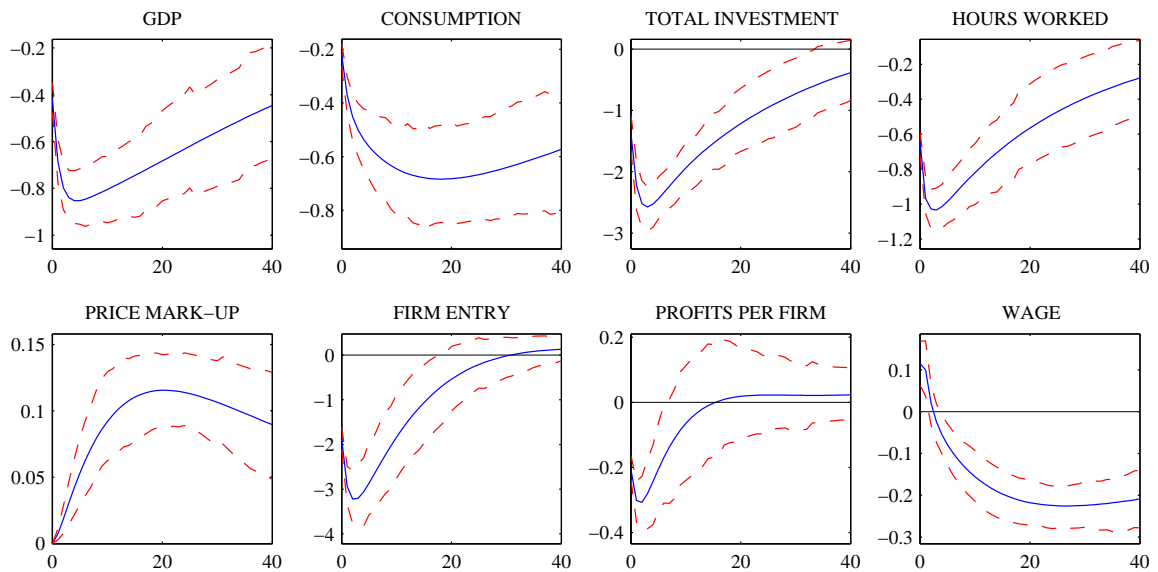 GDP
−0.2
−0.4
−0.6
−0.8
−1
0 20 40
CONSUMPTION
−0.2
−0.4
−0.6
−0.8
0 20 40
TOTAL INVESTMENT
0
−1
−2
−3
0 20 40
HOURS WORKED
−0.2
−0.4
−0.6
−0.8
−1
−1.2
0 20 40
PRICE MARK−UP
0.15
0.1
0.05
0
0 20 40
FIRM ENTRY
0
−1
−2
−3
−4
0 20 40
PROFITS PER FIRM
0.2
0
−0.2
−0.4
0 20 40
WAGE
0.1
0
−0.1
−0.2
−0.3
0 20 40